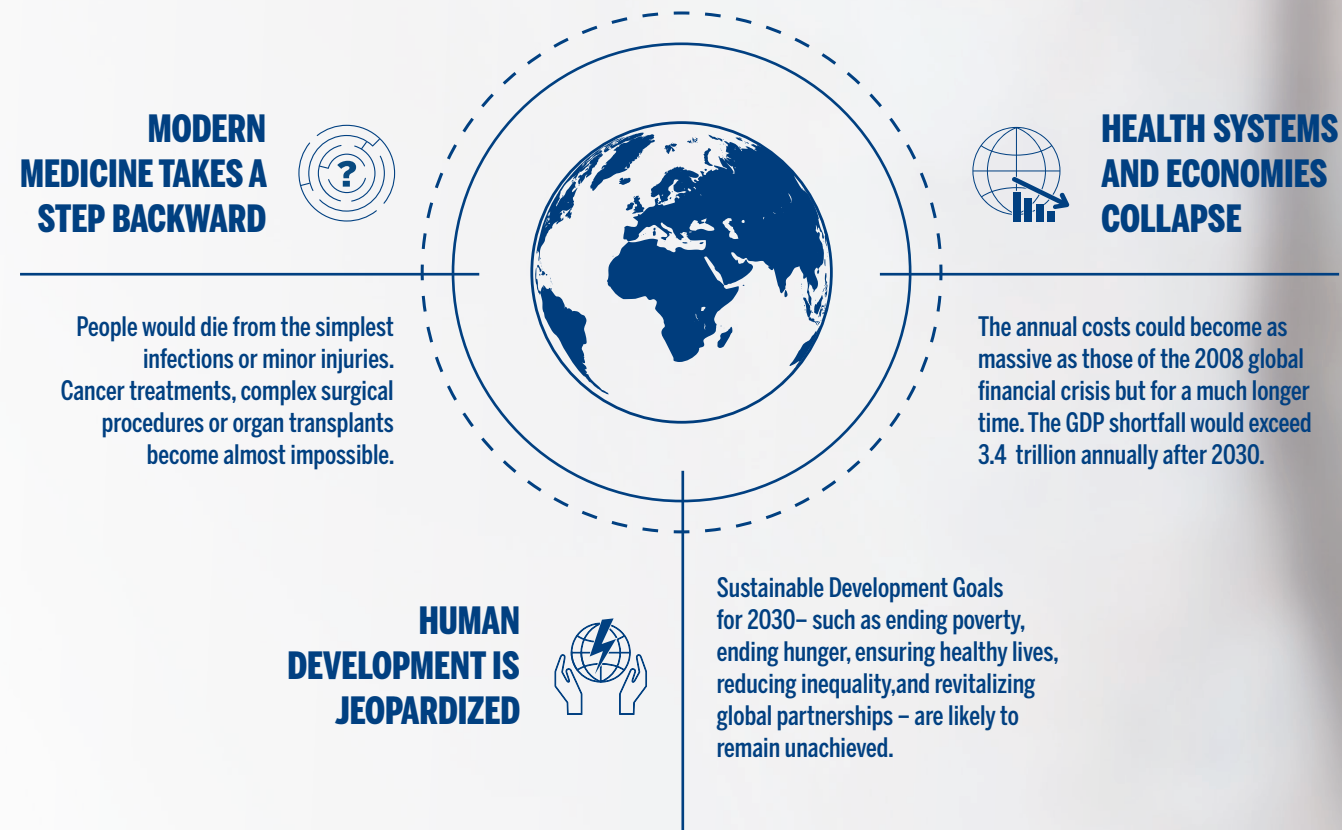 MODERN
MEDICINE TAKES A
STEP BACKWARD
?
People would die from the simplest
infections or minor injuries.
Cancer treatments, complex surgical
procedures or organ transplants
become almost impossible.
HEALTH SYSTEMS
AND ECONOMIES
COLLAPSE
The annual costs could become as
massive as those of the 2008 global
financial crisis but for a much longer
time. The GDP shortfall would exceed
3.4  trillion annually after 2030.
HUMAN
DEVELOPMENT IS
JEOPARDIZED
Sustainable Development Goals
for 2030– such as ending poverty,
ending hunger, ensuring healthy lives,
reducing inequality,and revitalizing
global partnerships – are likely to
remain unachieved.